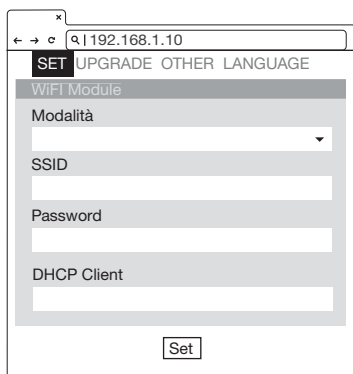 192.168.1.10
SET UPGRADE OTHER LANGUAGE
WiFI Module
Modalità
SSID
Password
DHCP Client
Set